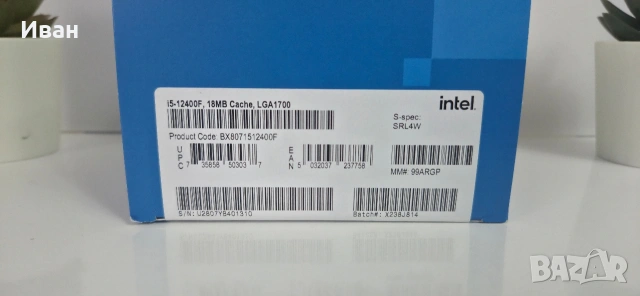 Иван
i5-12400F, 18MB Cache, LGA1700
intel.
S-spec:
SRL4W
Product Code: BX8071512400F
UPC
7 35858 50303 7
EAN
5 032037 237758
MM#: 99ARGP
S/N: U2807Y8401310
Batch#: X238J814
BAZAR